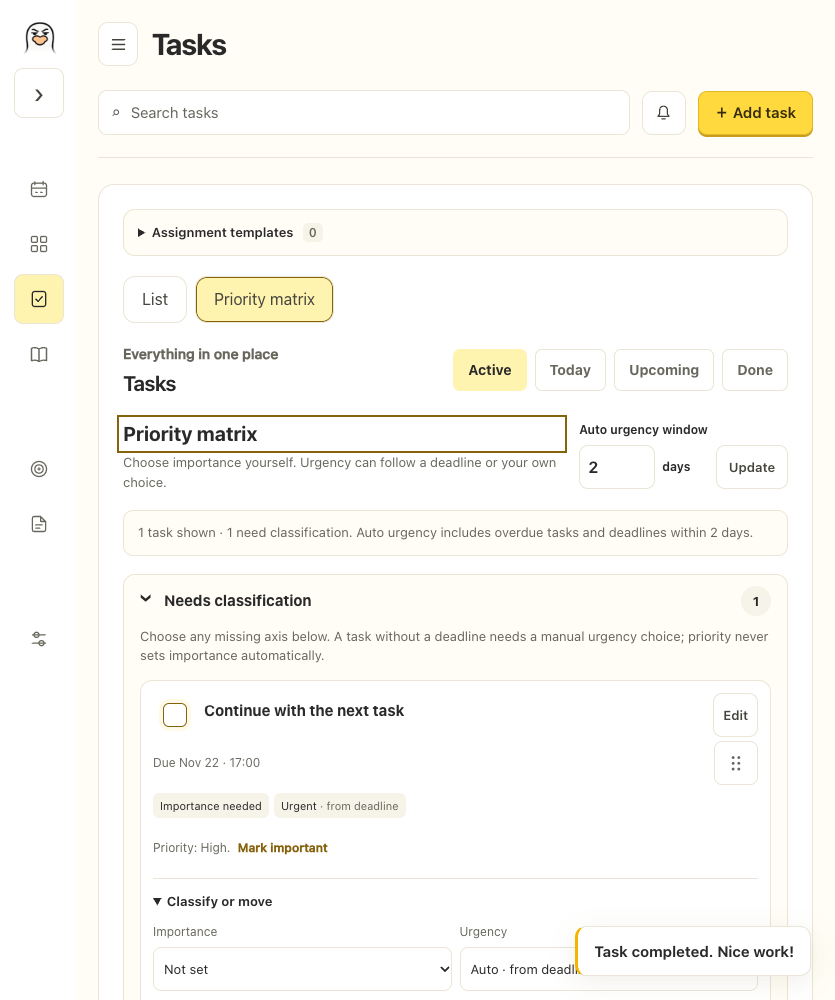 Tasks
Search tasks
+ Add task
Assignment templates 0
List
Priority matrix
Everything in one place
Tasks
Active
Today
Upcoming
Done
Priority matrix
Choose importance yourself. Urgency can follow a deadline or your own
choice.
Auto urgency window
2 days
Update
1 task shown · 1 need classification. Auto urgency includes overdue tasks and deadlines within 2 days.
Needs classification
1
Choose any missing axis below. A task without a deadline needs a manual urgency choice; priority never
sets importance automatically.
Continue with the next task
Edit
Due Nov 22 · 17:00
Importance needed
Urgent · from deadline
Priority: High. Mark important
Classify or move
Importance
Urgency
Not set
Auto · from
Task completed. Nice work!